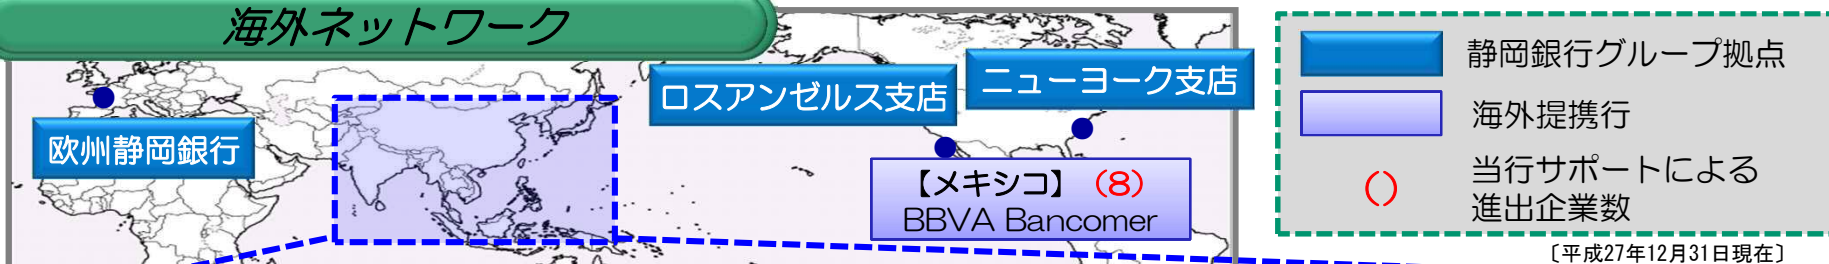 海外ネットワーク
欧州静岡銀行
ロスアンゼルス支店
ニューヨーク支店
【メキシコ】（8）
BBVA Bancomer
静岡銀行グループ拠点
海外提携行
（） 当行サポートによる
進出企業数
〔平成27年12月31日現在〕